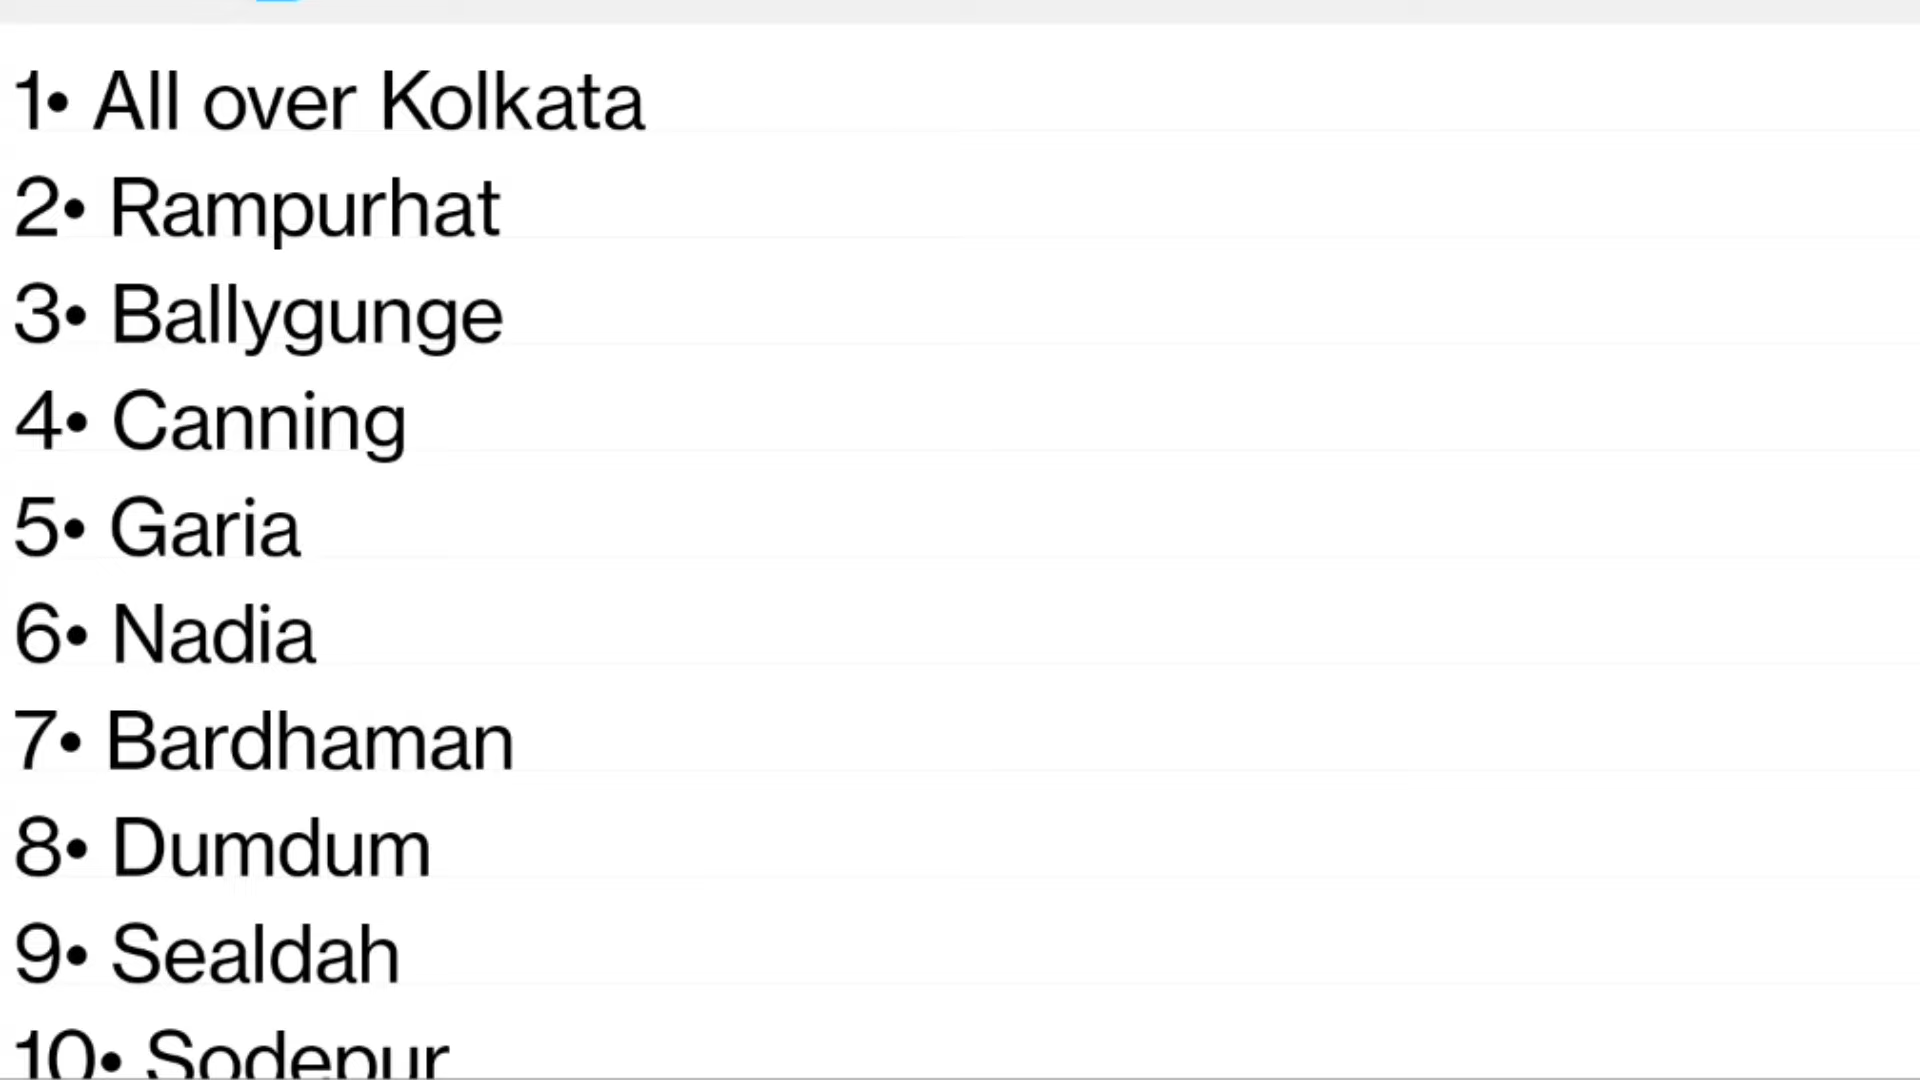 1• All over Kolkata
2• Rampurhat
3• Ballygunge
4• Canning
5• Garia
6• Nadia
7• Bardhaman
8• Dumdum
9• Sealdah
10• Sodepur